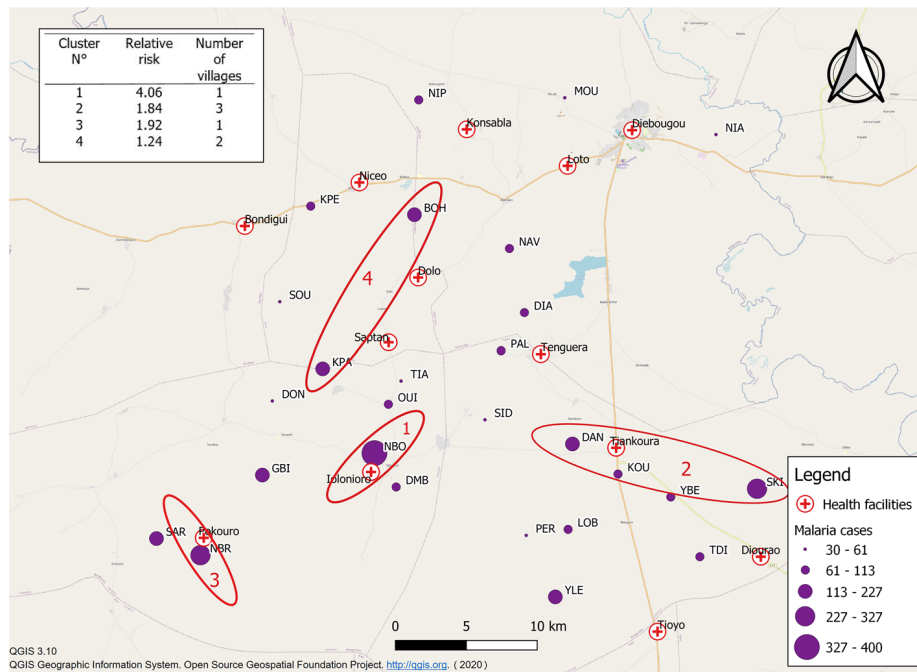 Cluster N° Relative risk Number of villages
1 4.06 1
2 1.84 3
3 1.92 1
4 1.24 2
NIP
MOU
Konsabla
Diebougou
NIA
Loto
Niceo
KPE
BOH
Bondigui
NAV
Dolo
4
SOU
DIA
Saptan
PAL
Tenguera
KPA
TIA
DON
OUI
SID
1
DAN
Tiankoura
NBO
Iolonioro
GBI
DMB
KOU
2
SKI
YBE
SAR
Pakouro
NBR
3
PER
LOB
TDI
Diourao
YLE
Tioyo
Legend
Health facilities
Malaria cases
30 - 61
61 - 113
113 - 227
227 - 327
327 - 400
0 5 10 km
QGIS 3.10
QGIS Geographic Information System. Open Source Geospatial Foundation Project. http://qgis.org. ( 2020 )